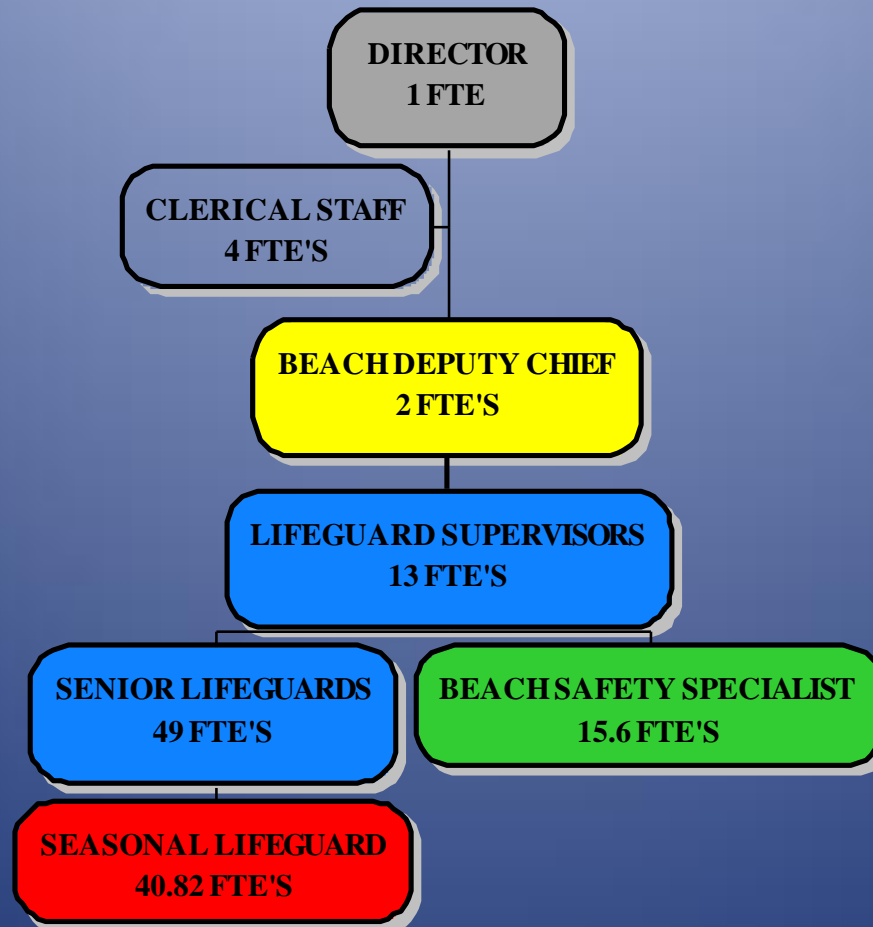 DIRECTOR
1 FTE
CLERICAL STAFF
4 FTE'S
BEACH DEPUTY CHIEF
2 FTE'S
LIFEGUARD SUPERVISORS
13 FTE'S
SENIOR LIFEGUARDS
49 FTE'S
BEACH SAFETY SPECIALIST
15.6 FTE'S
SEASONAL LIFEGUARD
40.82 FTE'S